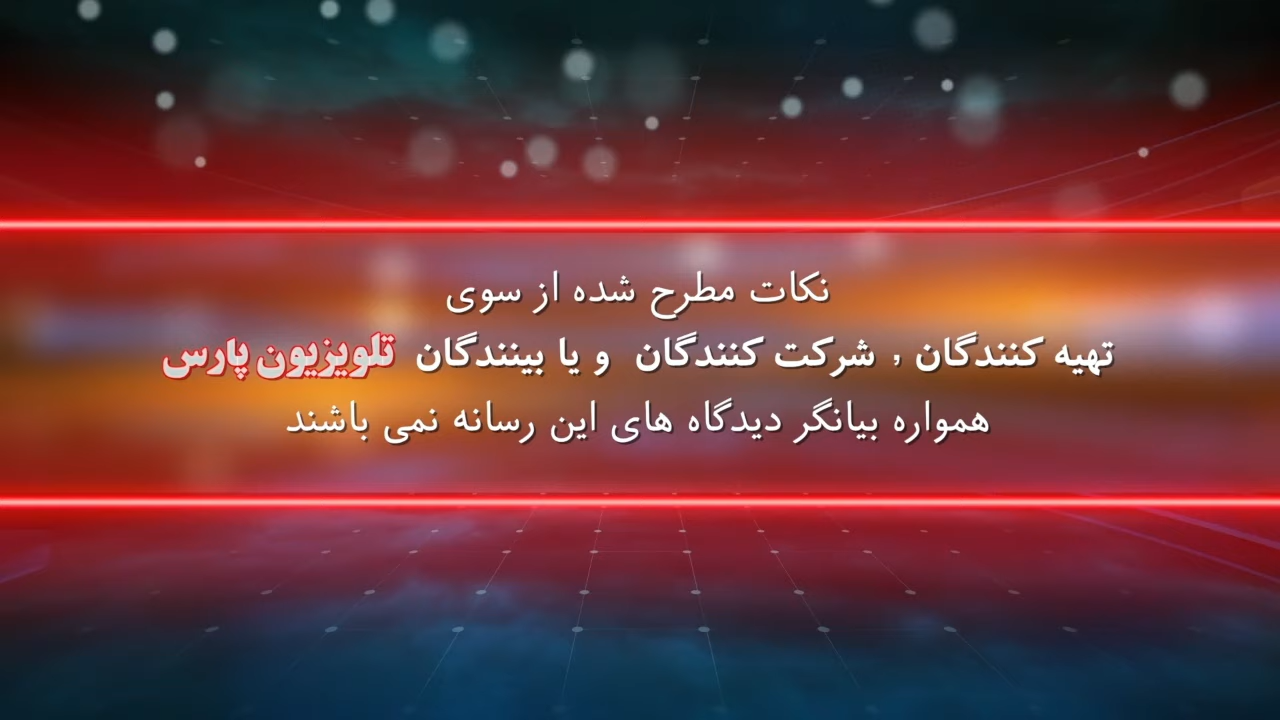 نکات مطرح شده از سوی
تهیه کنندگان , شرکت کنندگان و یا بینندگان تلویزیون پارس
همواره بیانگر دیدگاه های این رسانه نمی باشند